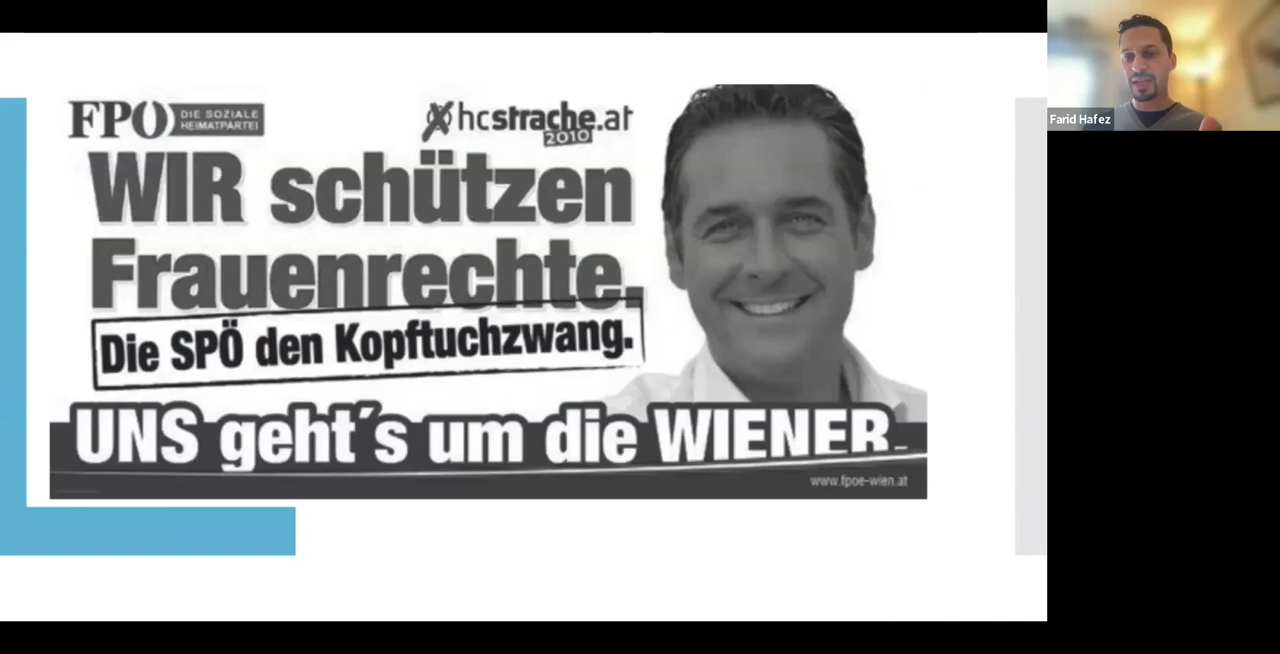 FPÖ DIE SOZIALE
HEIMATPARTEI
hcstrache.at
2010
WIR schützen
Frauenrechte.
Die SPÖ den Kopftuchzwang.
UNS geht´s um die WIENER.
www.fpoe-wien.at
Farid Hafez